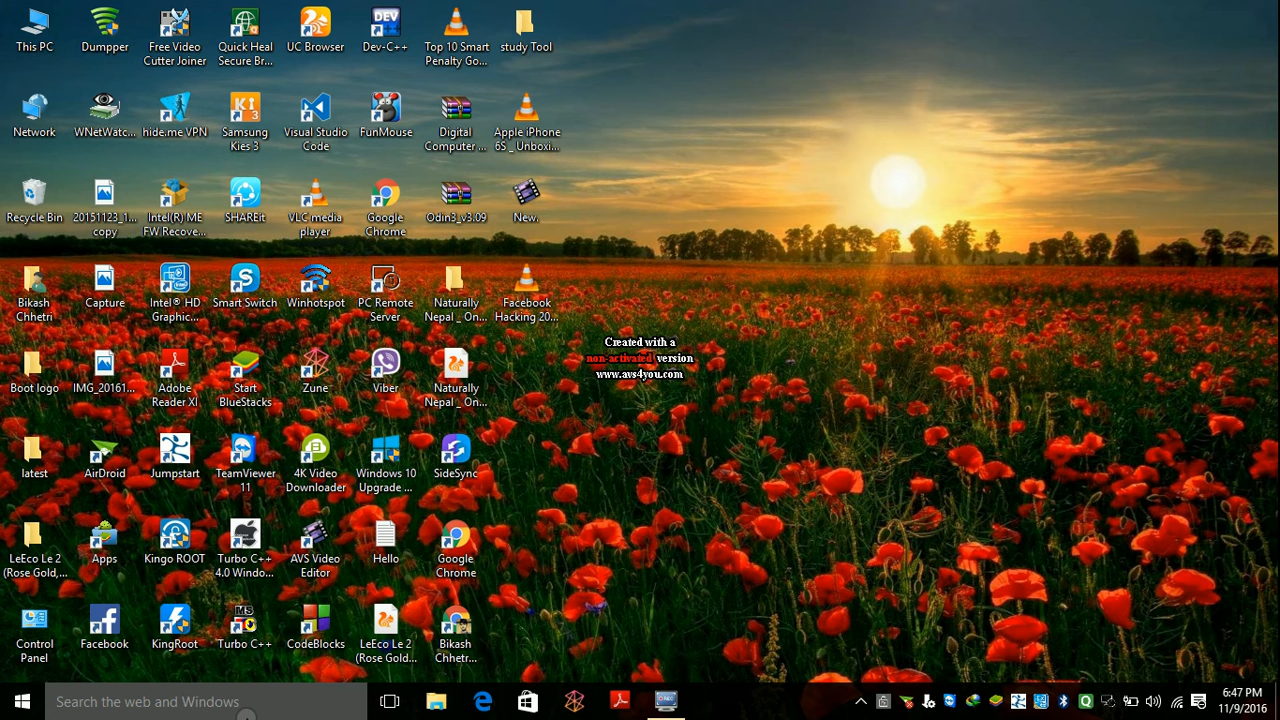 This PC
Dumpper
Free Video
Cutter Joiner
Quick Heal
Secure Br...
UC Browser
DEV
Dev-C++
Top 10 Smart
Penalty Go...
study Tool
Network
WNetWatc...
hide.me VPN
Samsung
Kies 3
Visual Studio
Code
FunMouse
Digital
Computer ...
Apple iPhone
6S _ Unboxi...
Recycle Bin
20151123_1...
copy
Intel(R) ME
FW Recove...
SHAREit
VLC media
player
Google
Chrome
Odin3_v3.09
New.
Bikash
Chhetri
Capture
Intel® HD
Graphic...
Smart Switch
Winhotspot
PC Remote
Server
Naturally
Nepal _ On...
Facebook
Hacking 20...
Created with a
non-activated version
www.avs4you.com
Boot logo
IMG_20161...
Adobe
Reader XI
Start
BlueStacks
Zune
Viber
Naturally
Nepal _ On...
latest
AirDroid
Jumpstart
TeamViewer
11
4K Video
Downloader
Windows 10
Upgrade ...
SideSync
LeEco Le 2
(Rose Gold,...
Apps
Kingo ROOT
Turbo C++
4.0 Windo...
AVS Video
Editor
Hello
Google
Chrome
Control
Panel
Facebook
KingRoot
MS
Turbo C++
CodeBlocks
LeEco Le 2
(Rose Gold...
Bikash
Chhetr...
Search the web and Windows
6:47 PM
11/9/2016